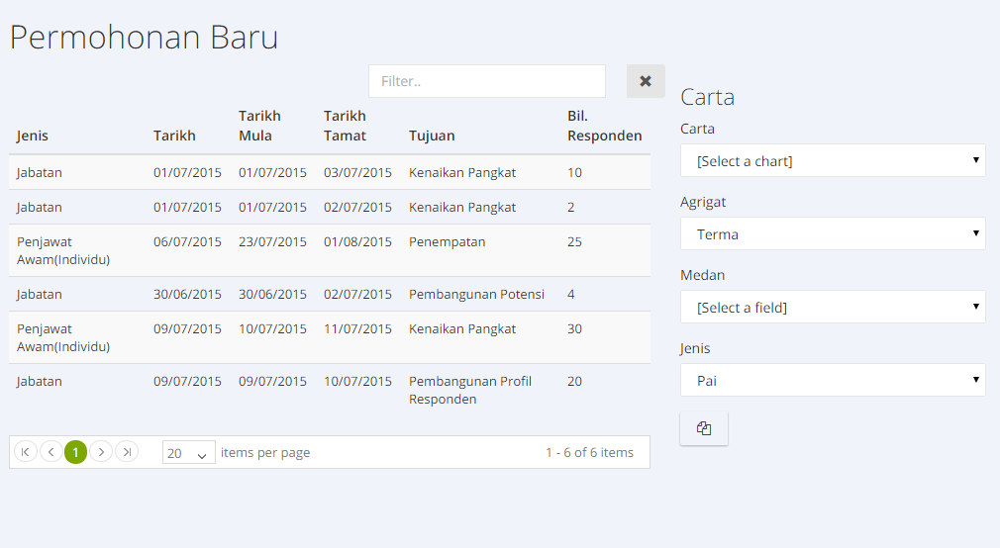 Permohonan Baru
Filter..
Jenis Tarikh Tarikh Mula Tarikh Tamat Tujuan Bil. Responden
Jabatan 01/07/2015 01/07/2015 03/07/2015 Kenaikan Pangkat 10
Jabatan 01/07/2015 01/07/2015 02/07/2015 Kenaikan Pangkat 2
Penjawat Awam(Individu) 06/07/2015 23/07/2015 01/08/2015 Penempatan 25
Jabatan 30/06/2015 30/06/2015 02/07/2015 Pembangunan Potensi 4
Penjawat Awam(Individu) 09/07/2015 10/07/2015 11/07/2015 Kenaikan Pangkat 30
Jabatan 09/07/2015 09/07/2015 10/07/2015 Pembangunan Profil Responden 20
1 20 items per page 1 - 6 of 6 items
Carta
Carta
[Select a chart]
Agrigat
Terma
Medan
[Select a field]
Jenis
Pai